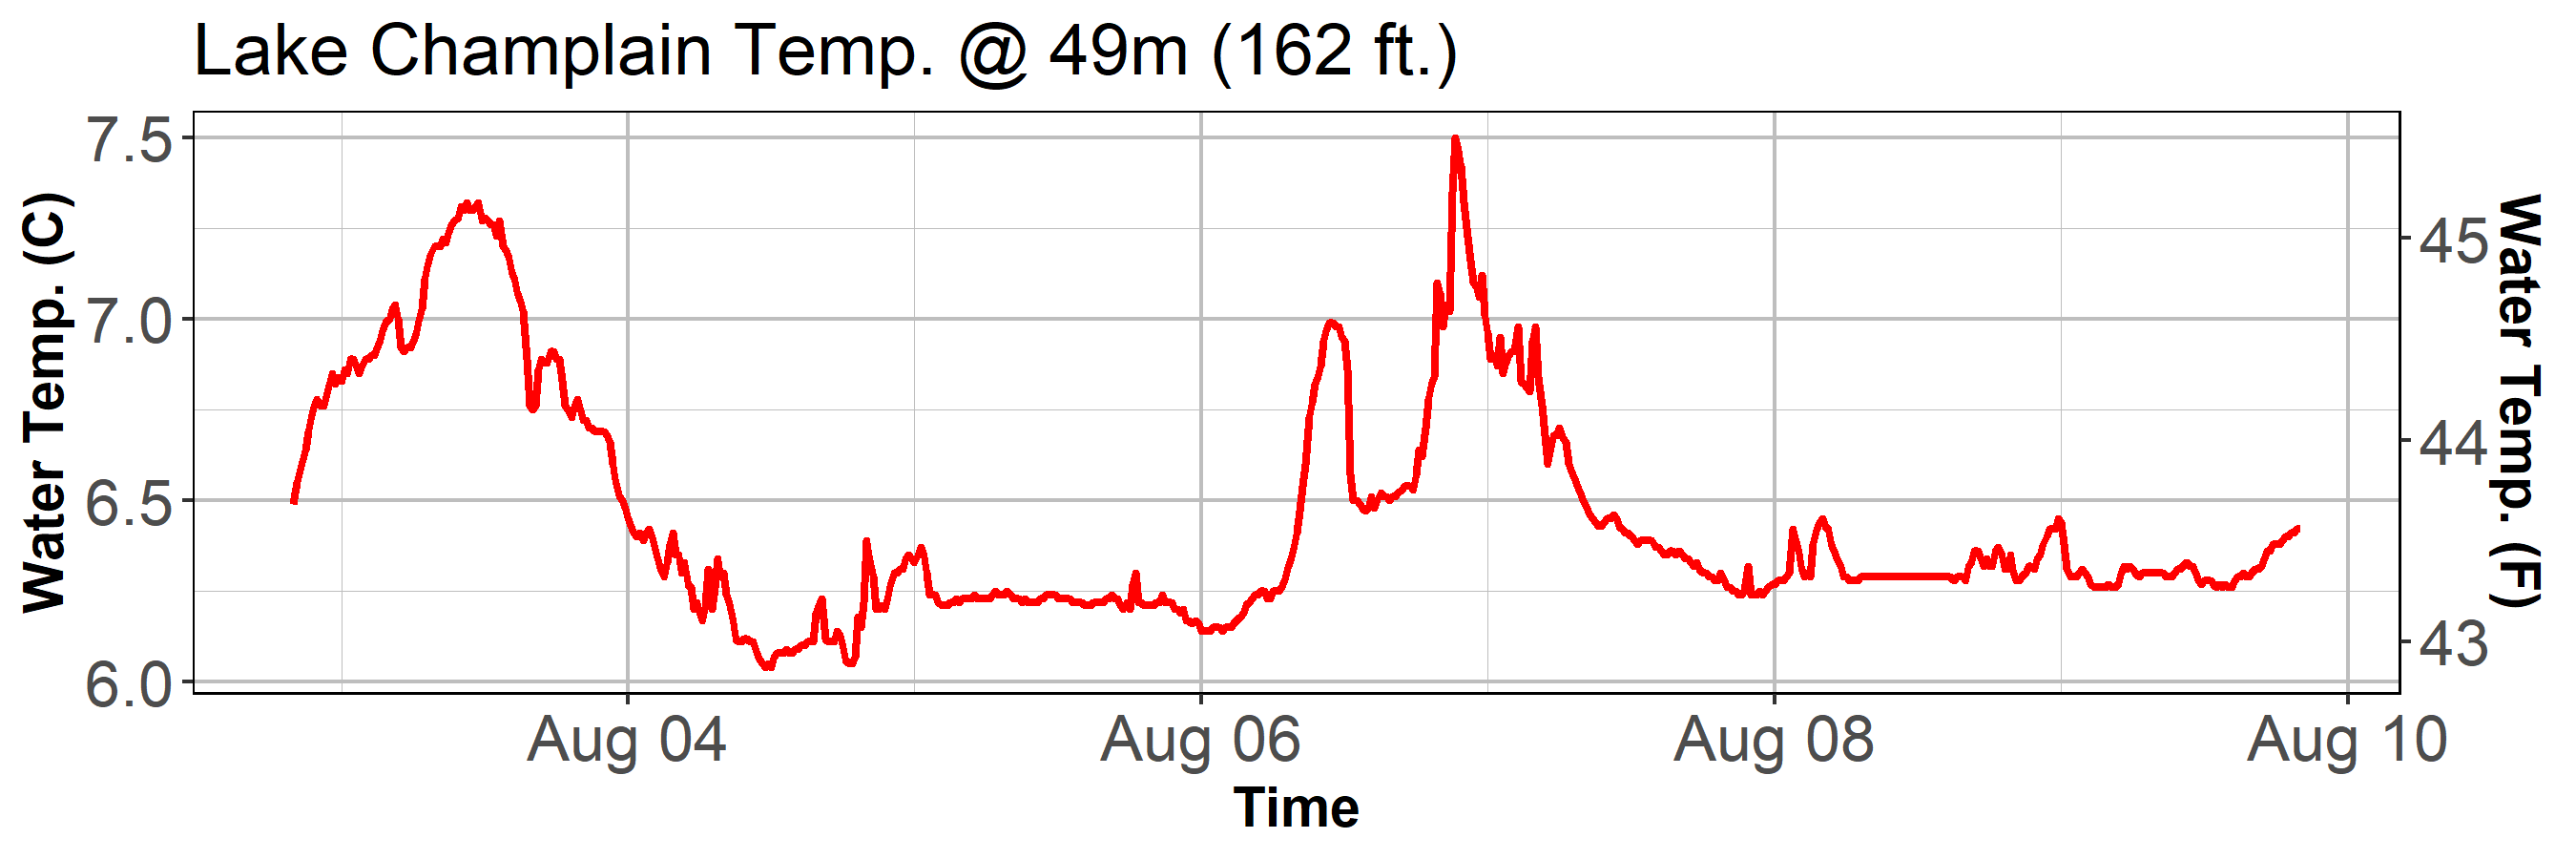 Lake Champlain Temp. @ 49m (162 ft.)
Water Temp. (C)
7.5
7.0
6.5
6.0
45
44
43
Water Temp. (F)
Aug 04 Aug 06 Aug 08 Aug 10
Time